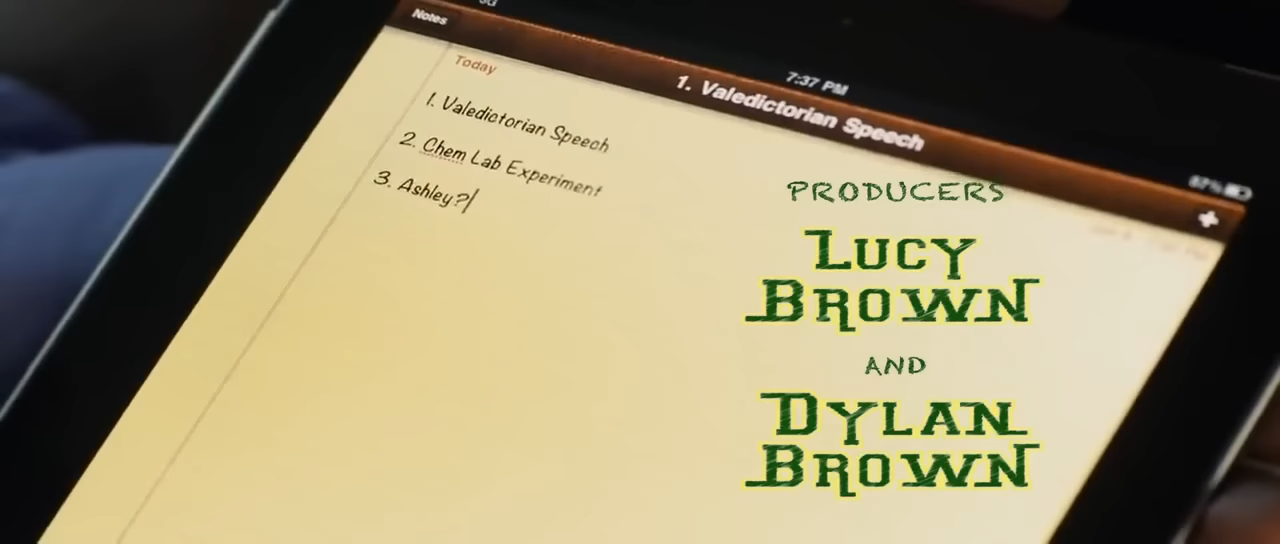 Notes
7:37 PM
1. Valedictorian Speech
Today
1. Valedictorian Speech
2. Chem Lab Experiment
3. Ashley?
PRODUCERS
LUCY
BROWN
AND
DYLAN
BROWN